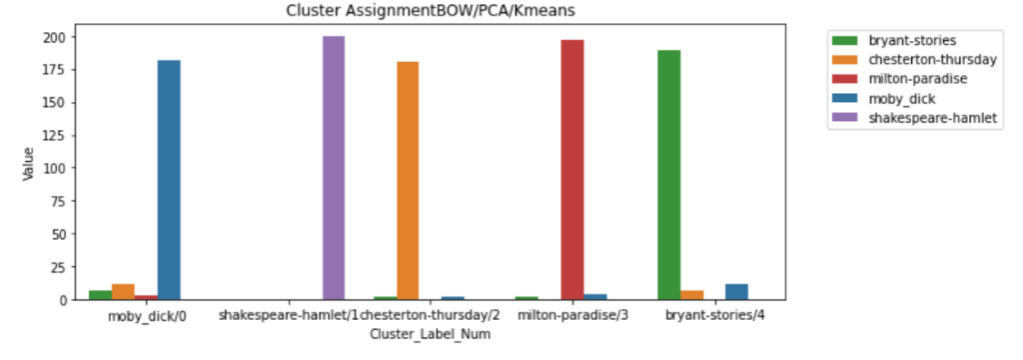 Cluster AssignmentBOW/PCA/Kmeans
200
175
150
125
100
75
50
25
0
Value
moby_dick/0 shakespeare-hamlet/1 chesterton-thursday/2 milton-paradise/3 bryant-stories/4
Cluster_Label_Num
bryant-stories
chesterton-thursday
milton-paradise
moby_dick
shakespeare-hamlet